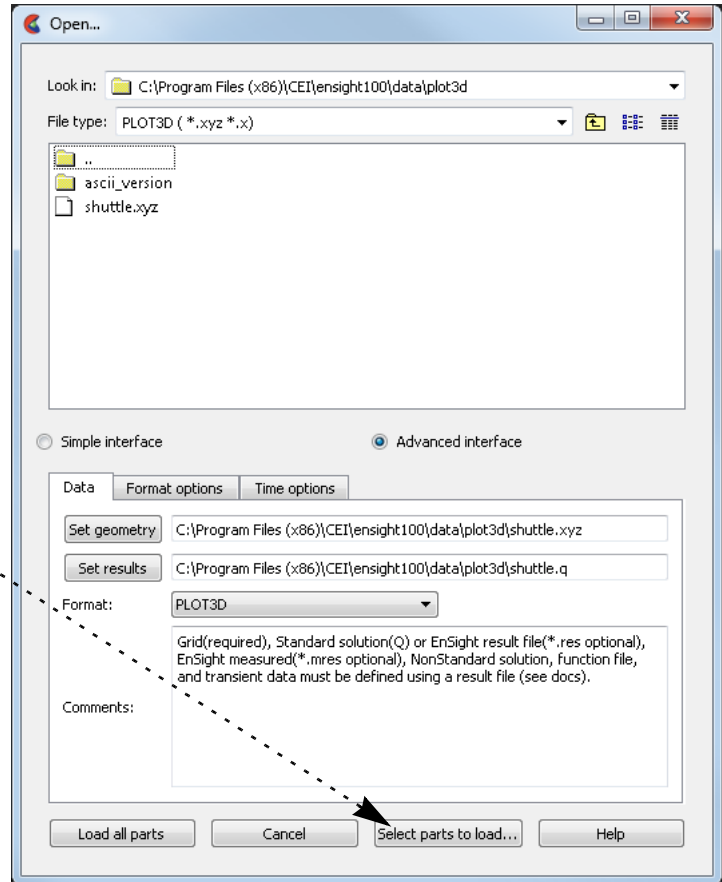 Open...
Look in: C:\Program Files (x86)\CEI\ensight100\data\plot3d
File type: PLOT3D ( *.xyz *.x)
..
ascii_version
shuttle.xyz
Simple interface Advanced interface
Data Format options Time options
Set geometry C:\Program Files (x86)\CEI\ensight100\data\plot3d\shuttle.xyz
Set results C:\Program Files (x86)\CEI\ensight100\data\plot3d\shuttle.q
Format: PLOT3D
Grid(required), Standard solution(Q) or EnSight result file(*.res optional),
EnSight measured(*.mres optional), NonStandard solution, function file,
and transient data must be defined using a result file (see docs).
Comments:
Load all parts Cancel Select parts to load... Help